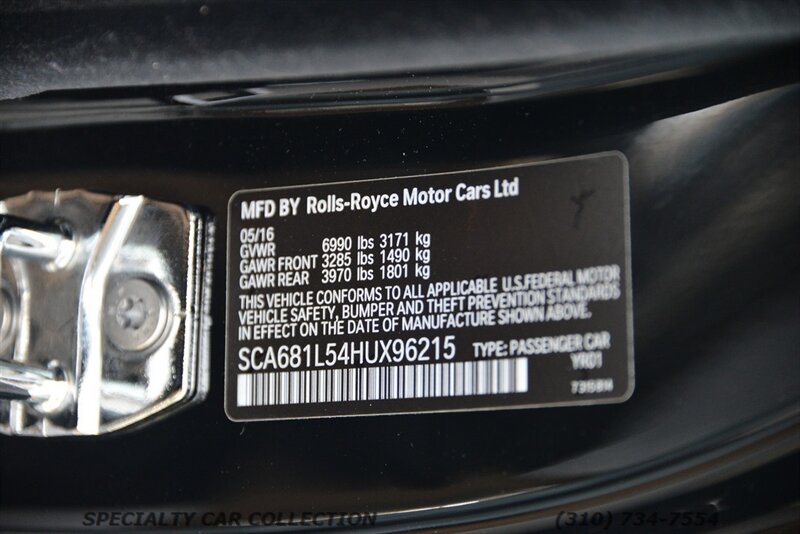 MFD BY Rolls-Royce Motor Cars Ltd
05/16
GVWR 6990 lbs 3171 kg
GAWR FRONT 3285 lbs 1490 kg
GAWR REAR 3970 lbs 1801 kg
THIS VEHICLE CONFORMS TO ALL APPLICABLE U.S.FEDERAL MOTOR
VEHICLE SAFETY, BUMPER AND THEFT PREVENTION STANDARDS
IN EFFECT ON THE DATE OF MANUFACTURE SHOWN ABOVE.
SCA681L54HUX96215 TYPE: PASSENGER CAR
YR01
SPECIALTY CAR COLLECTION (310) 734-7554